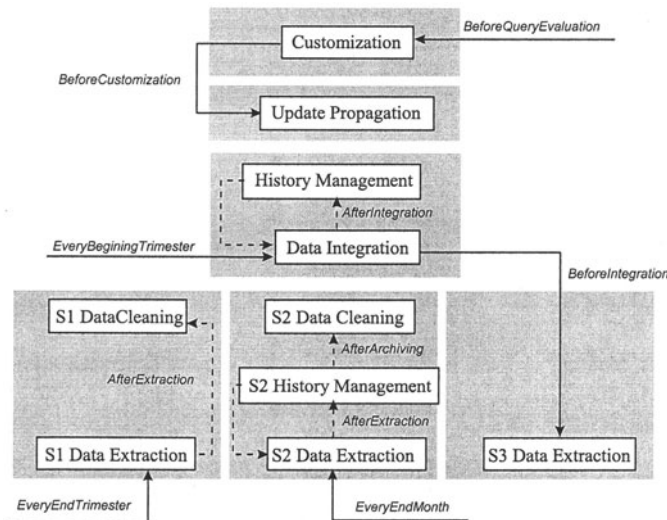 BeforeQueryEvaluation
Customization
BeforeCustomization
Update Propagation
History Management
AfterIntegration
EveryBeginingTrimester
Data Integration
BeforeIntegration
S1 DataCleaning
S2 Data Cleaning
AfterArchiving
AfterExtraction
S2 History Management
AfterExtraction
S1 Data Extraction
S2 Data Extraction
S3 Data Extraction
EveryEndTrimester
EveryEndMonth